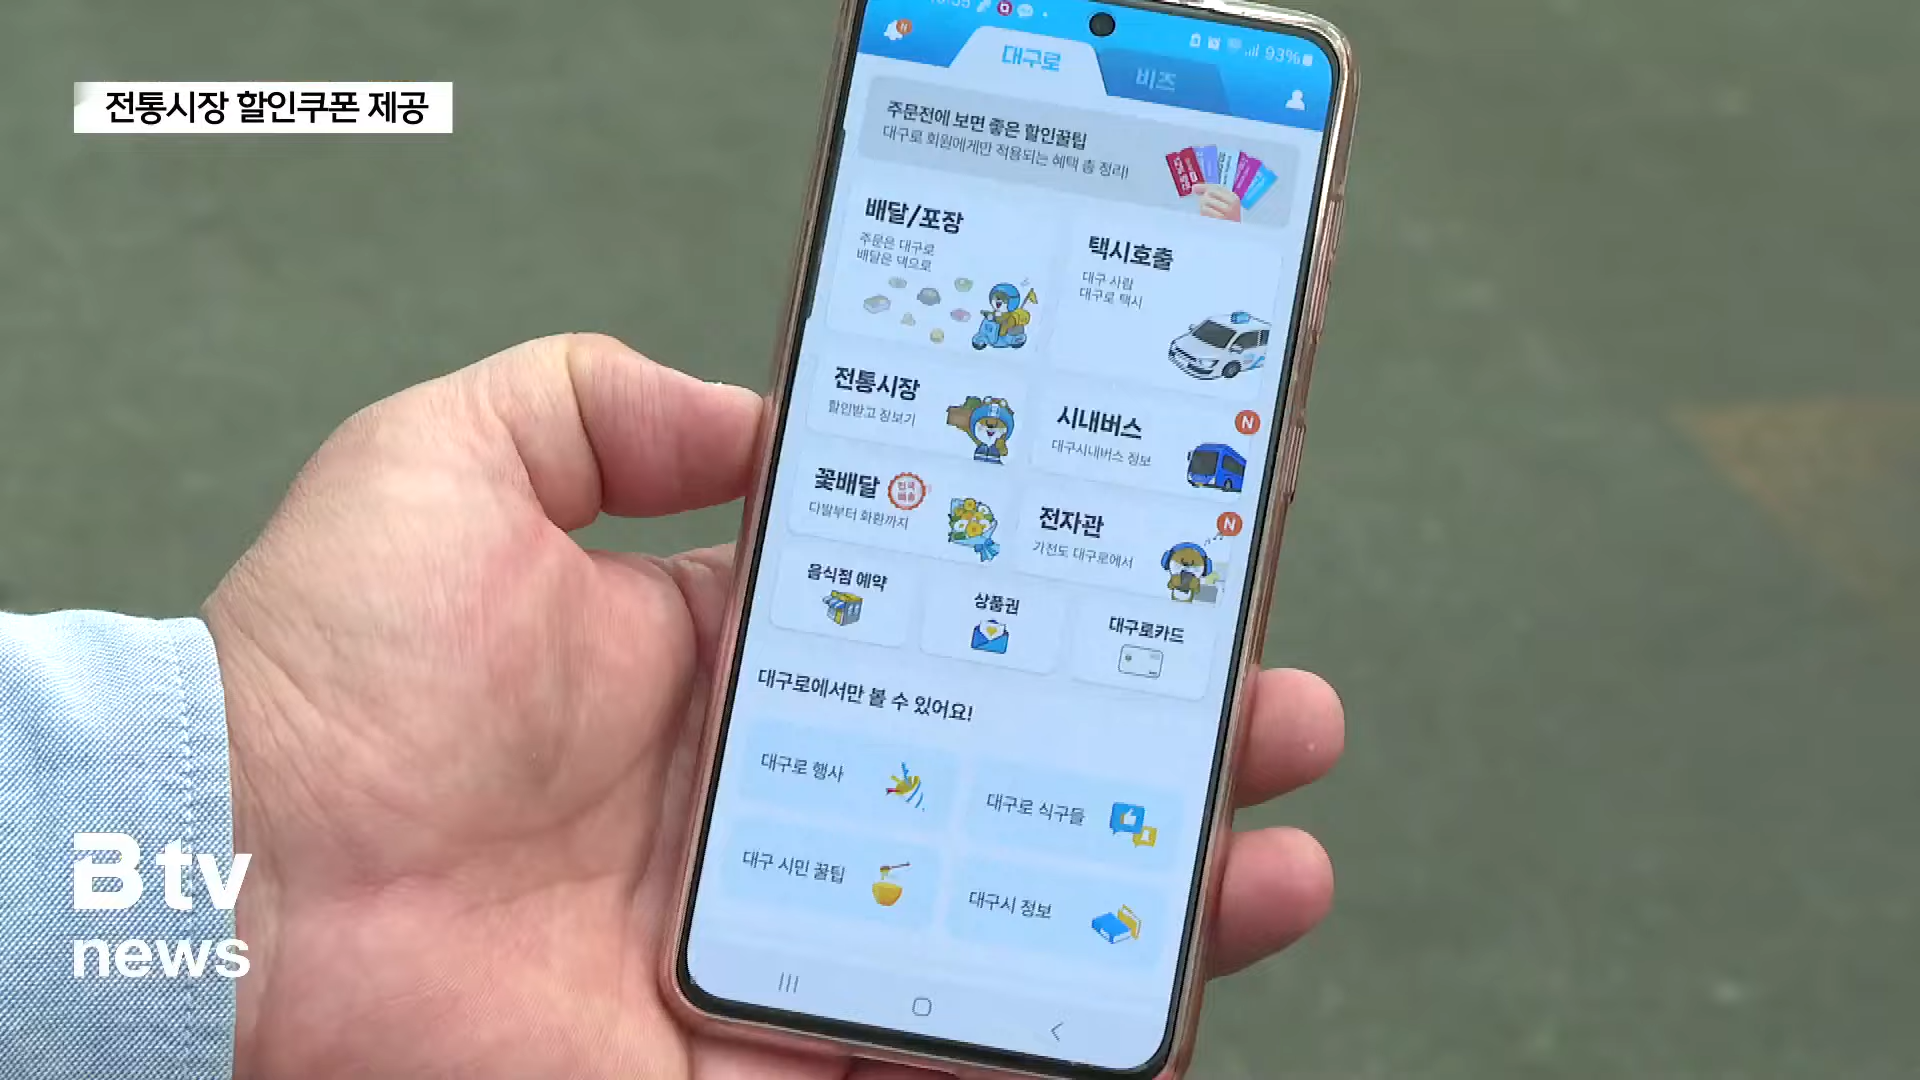 전통시장 할인쿠폰 제공
93%
대구로
비즈
주문전에 보면 좋은 할인꿀팁
대구로 회원에게만 적용되는 혜택 총 정리!
배달/포장
주문은 대구로
배달은 댁으로
택시호출
대구 사람
대구로 택시
전통시장
할인받고 장보기
시내버스
N
대구시내버스 정보
꽃배달
전국
배송
다발부터 화환까지
전자관
N
가전도 대구로에서
음식점 예약
상품권
대구로카드
대구로에서만 볼 수 있어요!
대구로 행사
대구로 식구들
대구 시민 꿀팁
대구시 정보
B tv
news